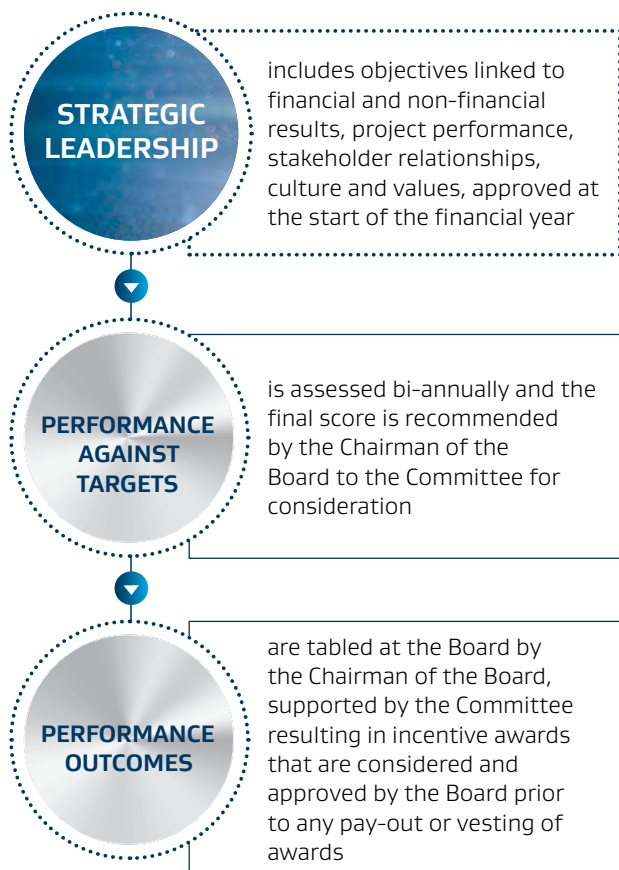 STRATEGIC
LEADERSHIP
includes objectives linked to
financial and non-financial
results, project performance,
stakeholder relationships,
culture and values, approved at
the start of the financial year
PERFORMANCE
AGAINST
TARGETS
is assessed bi-annually and the
final score is recommended
by the Chairman of the
Board to the Committee for
consideration
PERFORMANCE
OUTCOMES
are tabled at the Board by
the Chairman of the Board,
supported by the Committee
resulting in incentive awards
that are considered and
approved by the Board prior
to any pay-out or vesting of
awards